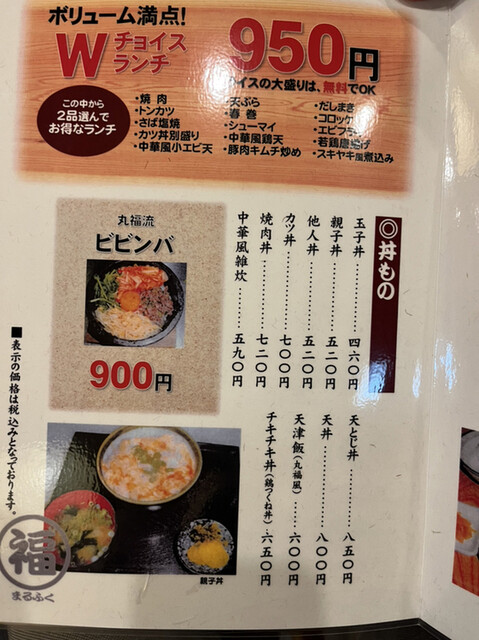 ボリューム満点!
Wチョイスランチ
950円
ライスの大盛りは、無料でOK
この中から
2品選んで
お得なランチ
・焼肉
・トンカツ
・さば塩焼
・カツ丼別盛り
・中華風小エビ天
・天ぷら
・春巻
・シューマイ
・中華風鶏天
・豚肉キムチ炒め
・だしまき
・コロッケ
・エビフライ
・若鶏唐揚げ
・スキヤキ風煮込み
◎丼もの
玉子丼………四六〇円
親子丼………五二〇円
他人丼………五二〇円
カツ丼………七〇〇円
焼肉丼………七二〇円
中華風雑炊………五九〇円
天とじ丼………八五〇円
天丼………八〇〇円
天津飯(丸福風)………六〇〇円
チキチキ丼(鶏つくね丼)…六五〇円
丸福流
ビビンバ
900円
親子丼
■表示の価格は税込みとなっております。
福
まるふく